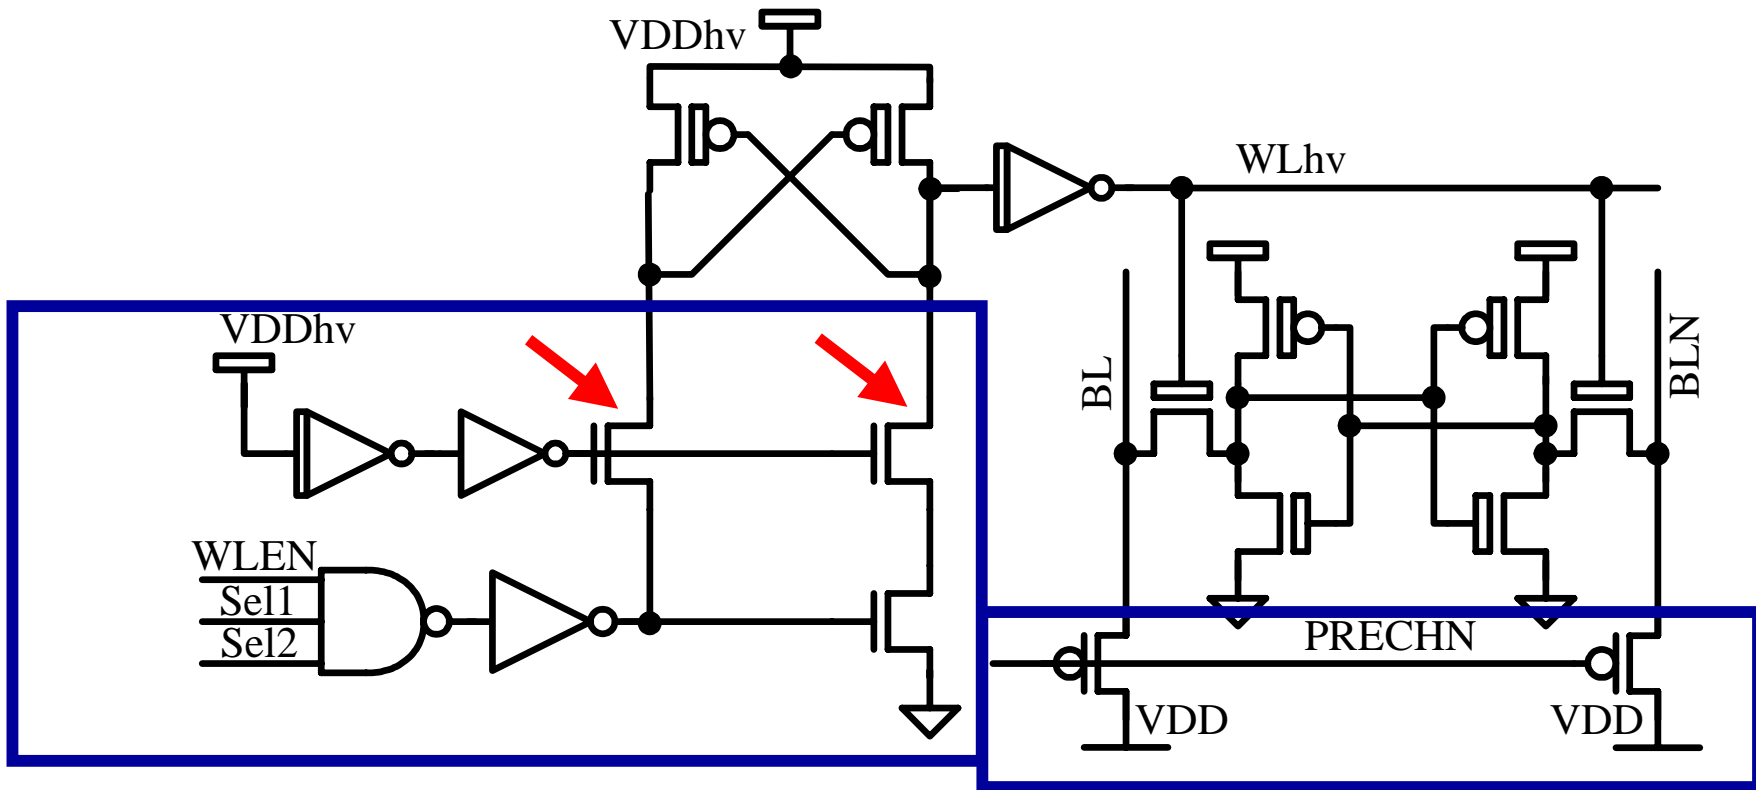 VDDhv
WLhv
VDDhv
BL
BLN
WLEN
Sel1
Sel2
PRECHN
VDD
VDD